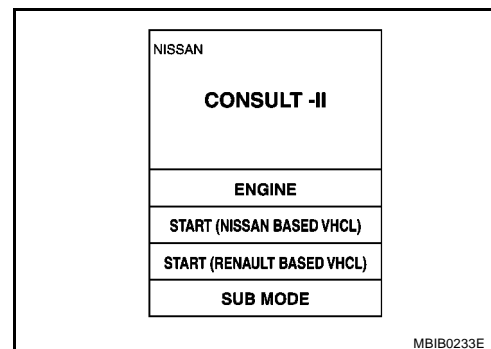 NISSAN
CONSULT -II
ENGINE
START (NISSAN BASED VHCL)
START (RENAULT BASED VHCL)
SUB MODE
MBIB0233E